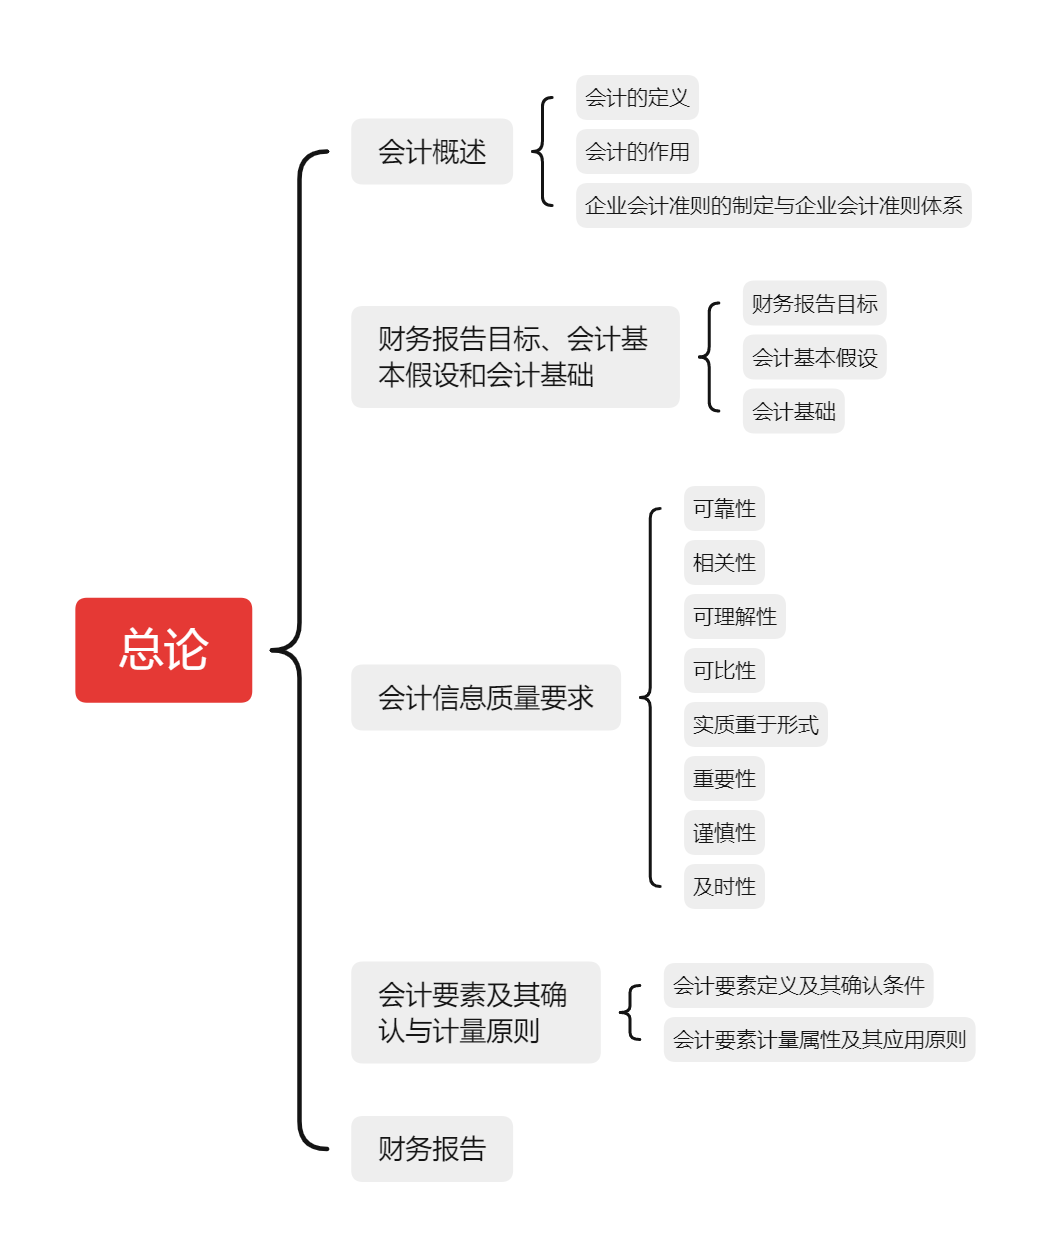 总论
会计概述
会计的定义
会计的作用
企业会计准则的制定与企业会计准则体系
财务报告目标、会计基
本假设和会计基础
财务报告目标
会计基本假设
会计基础
会计信息质量要求
可靠性
相关性
可理解性
可比性
实质重于形式
重要性
谨慎性
及时性
会计要素及其确
认与计量原则
会计要素定义及其确认条件
会计要素计量属性及其应用原则
财务报告